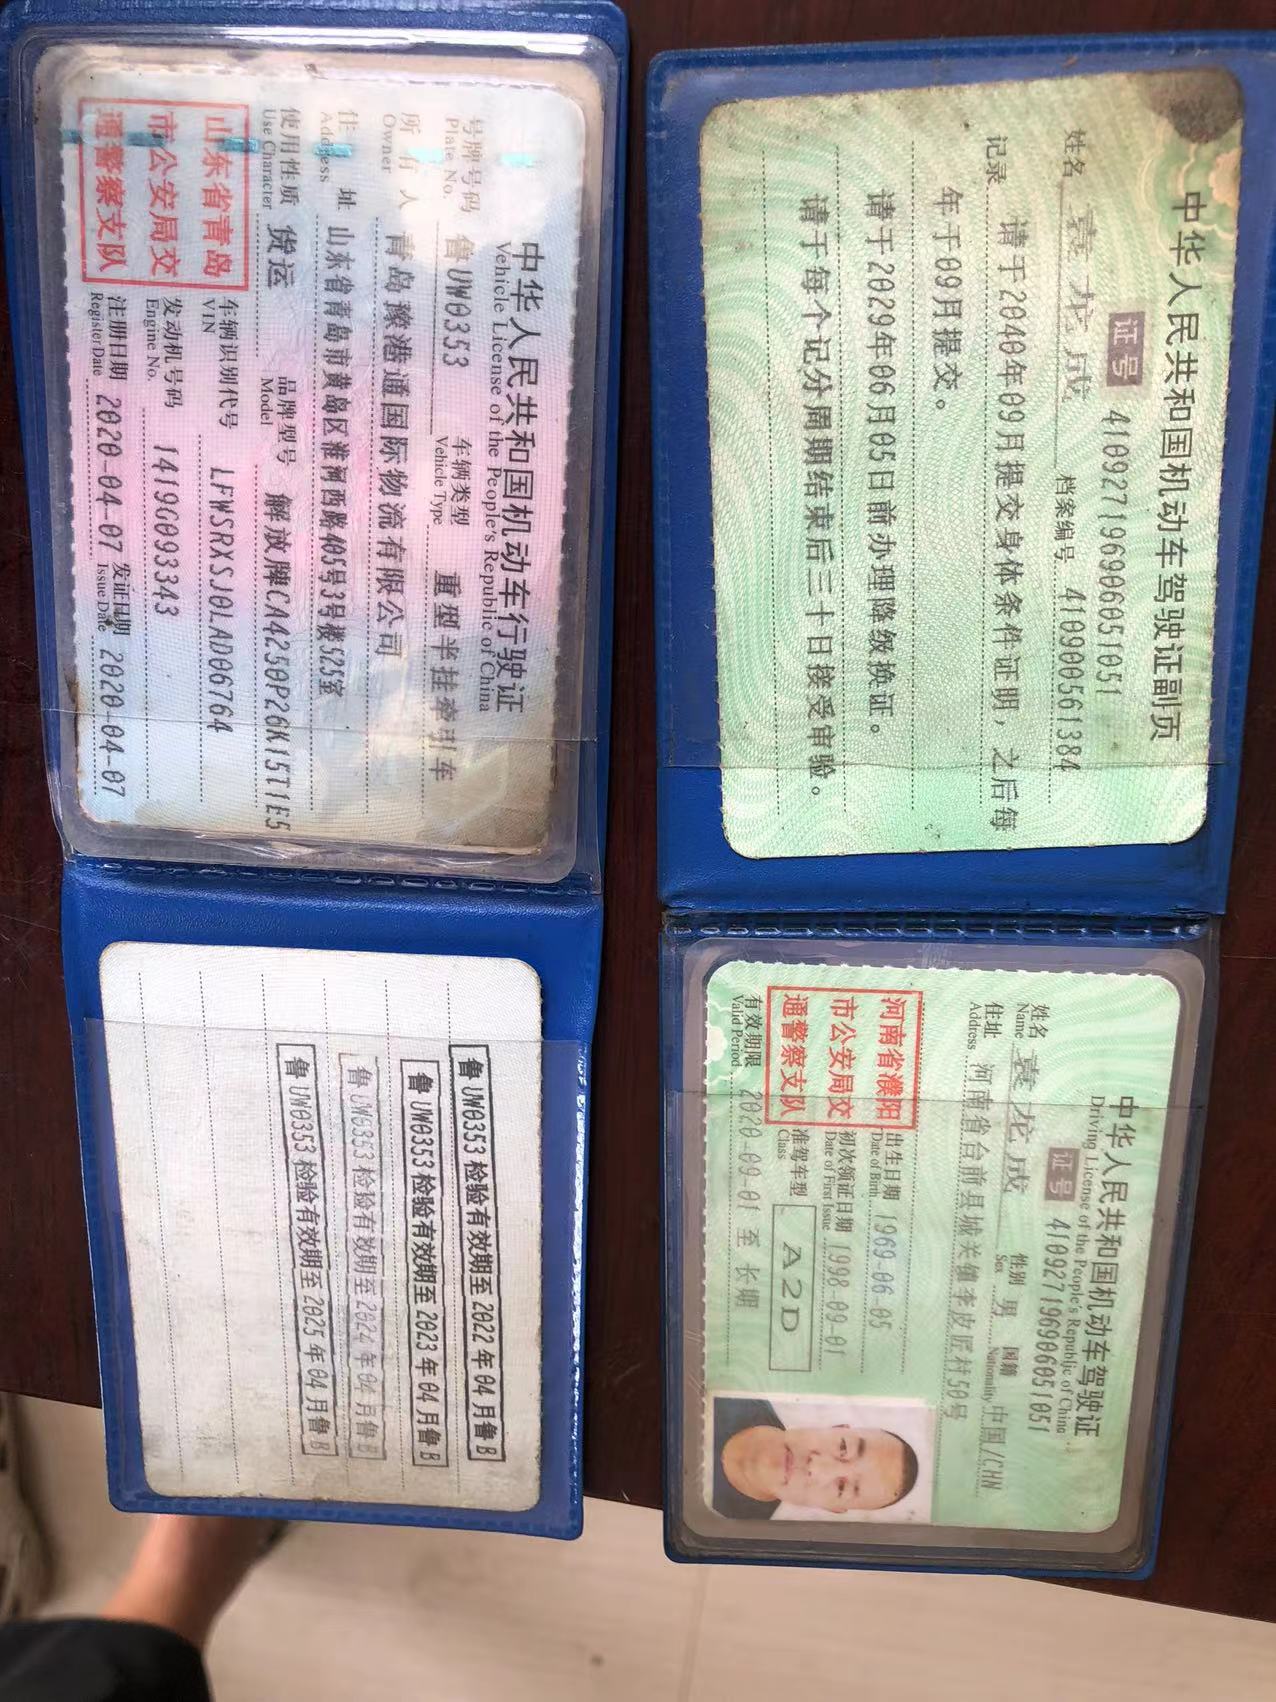 中华人民共和国机动车行驶证
Vehicle License of the People's Republic of China
号牌号码 鲁UW0353 车辆类型 重型半挂牵引车
Plate No. Vehicle Type
所有人 青岛豫港通国际物流有限公司
Owner
住址 山东省青岛市黄岛区淮河西路405号3号楼525室
Address
使用性质 货运 品牌型号 解放牌CA4250P26K15T1E5
Use Character Model
山东省青岛
市公安局交
通警察支队
车辆识别代号 LFWSRXSJ0LAD06764
VIN
发动机号码 1419G093343
Engine No.
注册日期 2020-04-07 发证日期 2020-04-07
Register Date Issue Date
鲁UW0353检验有效期至2022年04月鲁B
鲁UW0353检验有效期至2023年04月鲁B
鲁UW0353检验有效期至2024年04月鲁B
鲁UW0353检验有效期至2025年04月鲁B
中华人民共和国机动车驾驶证副页
证号 410927196906051051
姓名 袁龙成 档案编号 410900561384
记录 请于2040年09月提交身体条件证明，之后每
年于09月提交。
请于2029年06月05日前办理降级换证。
请于每个记分周期结束后三十日接受审验。
中华人民共和国机动车驾驶证
Driving License of the People's Republic of China
证号 410927196906051051
姓名 袁龙成 性别 男 国籍 中国/CHN
Name Sex Nationality
住址 河南省台前县城关镇李皮匠村50号
Address
河南省濮阳
市公安局交
通警察支队
出生日期 1969-06-05
Date of Birth
初次领证日期 1998-09-01
Date of First Issue
准驾车型 A2D
Class
有效期限 2020-09-01 至 长期
Valid Period